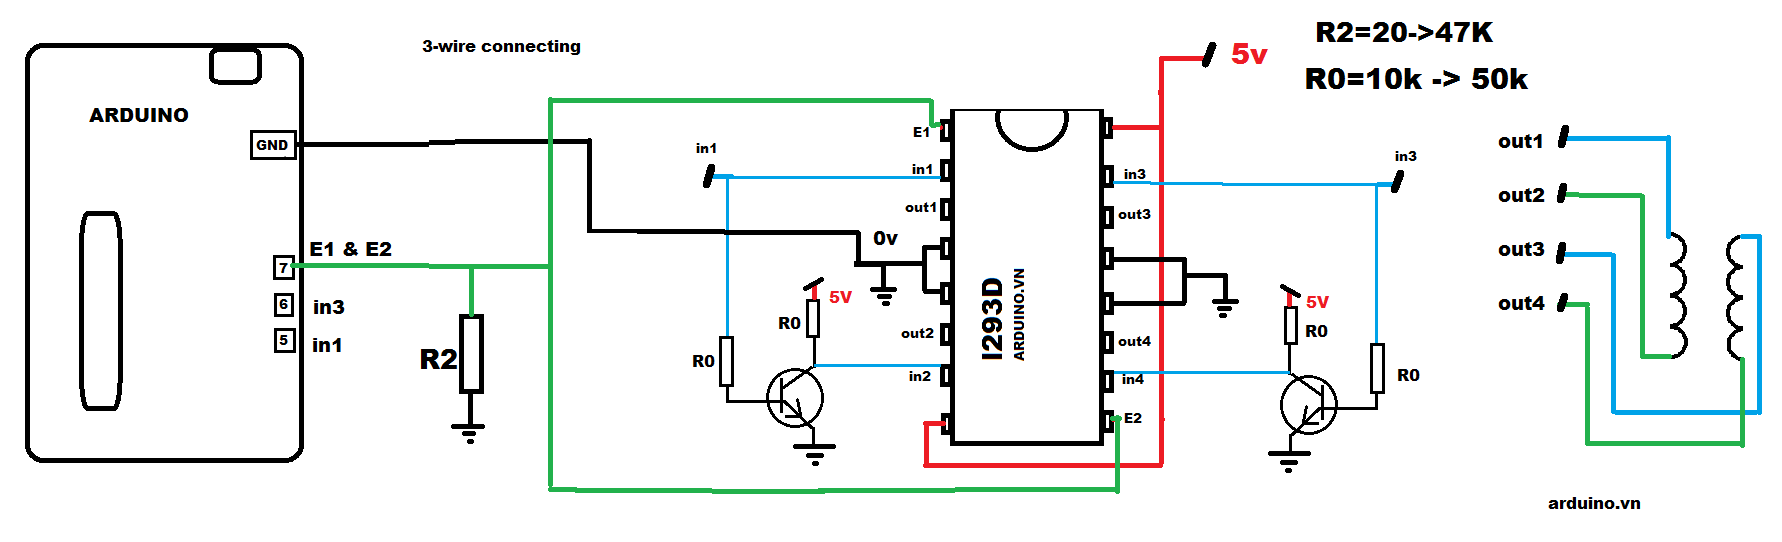 3-wire connecting
R2=20->47K
R0=10k -> 50k
5v
ARDUINO
GND
7
6
5
E1 & E2
in3
in1
R2
in1
0v
5V
R0
R0
E1
in1
out1
out2
in2
I293D
ARDUINO.VN
in3
out3
out4
in4
E2
in3
5V
R0
R0
out1
out2
out3
out4
arduino.vn